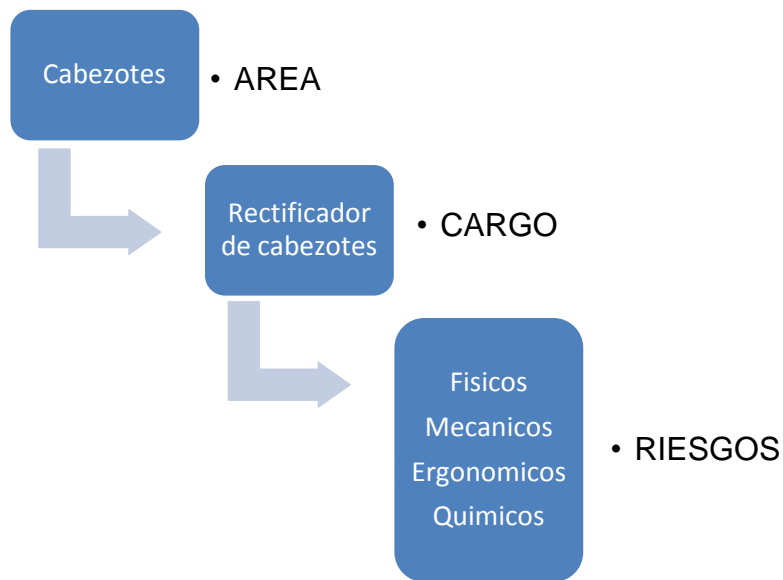 Cabezotes
• AREA
Rectificador
de cabezotes
• CARGO
Fisicos
Mecanicos
Ergonomicos
Quimicos
• RIESGOS